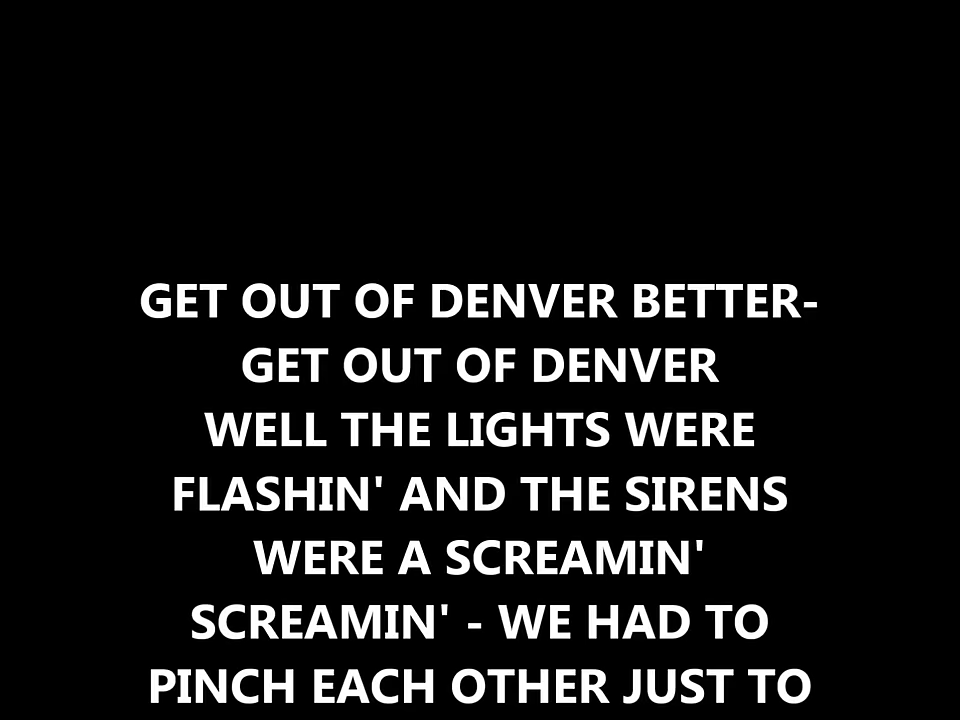 GET OUT OF DENVER BETTER-
GET OUT OF DENVER
WELL THE LIGHTS WERE
FLASHIN' AND THE SIRENS
WERE A SCREAMIN'
SCREAMIN' - WE HAD TO
PINCH EACH OTHER JUST TO